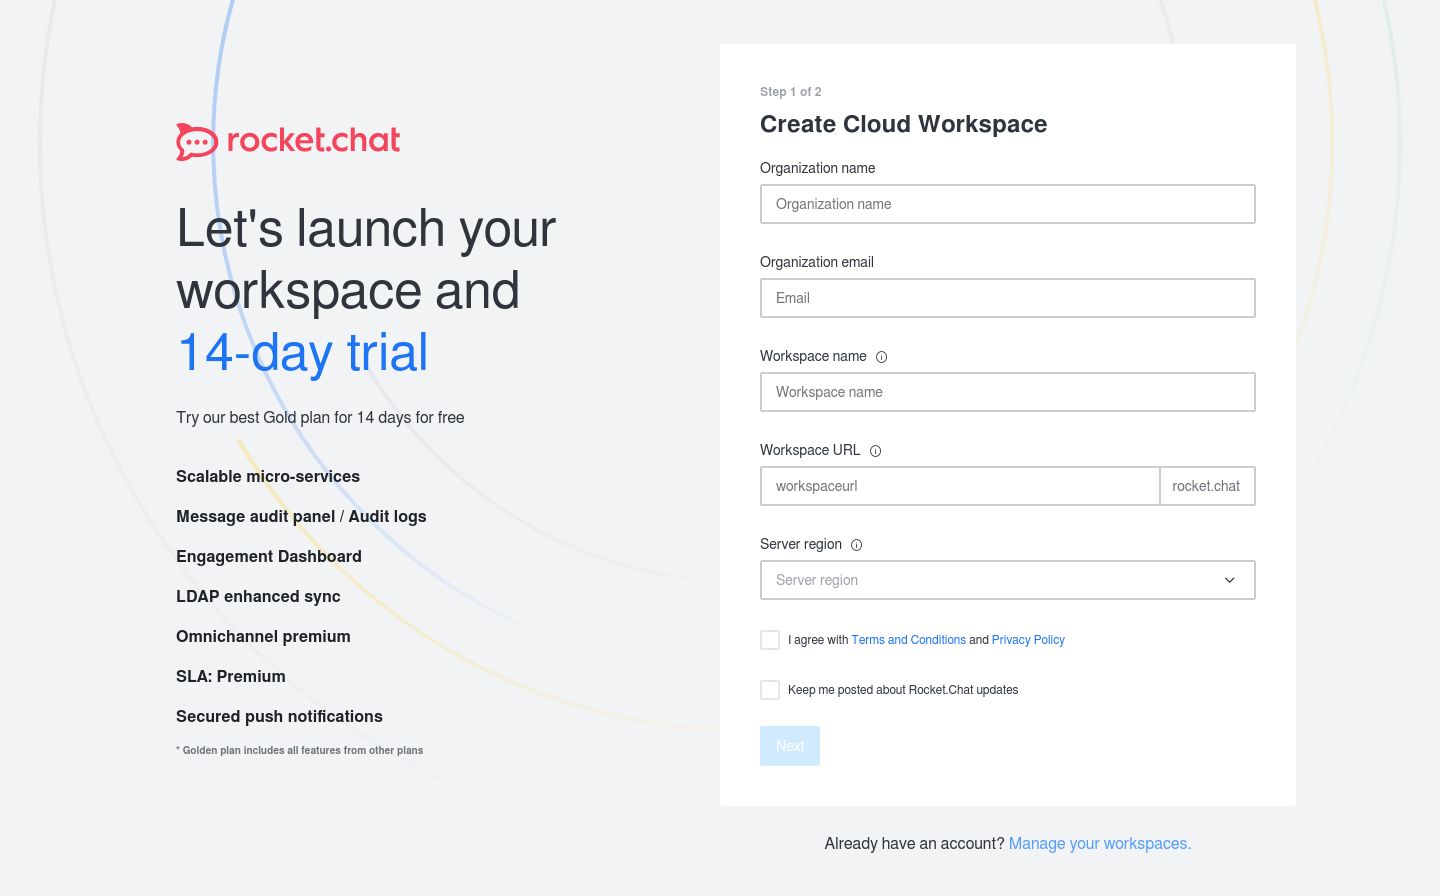 rocket.chat
Let's launch your
workspace and
14-day trial
Try our best Gold plan for 14 days for free
Scalable micro-services
Message audit panel / Audit logs
Engagement Dashboard
LDAP enhanced sync
Omnichannel premium
SLA: Premium
Secured push notifications
* Golden plan includes all features from other plans
Step 1 of 2
Create Cloud Workspace
Organization name
Organization name
Organization email
Email
Workspace name
Workspace name
Workspace URL
workspaceurl
rocket.chat
Server region
Server region
I agree with Terms and Conditions and Privacy Policy
Keep me posted about Rocket.Chat updates
Next
Already have an account? Manage your workspaces.